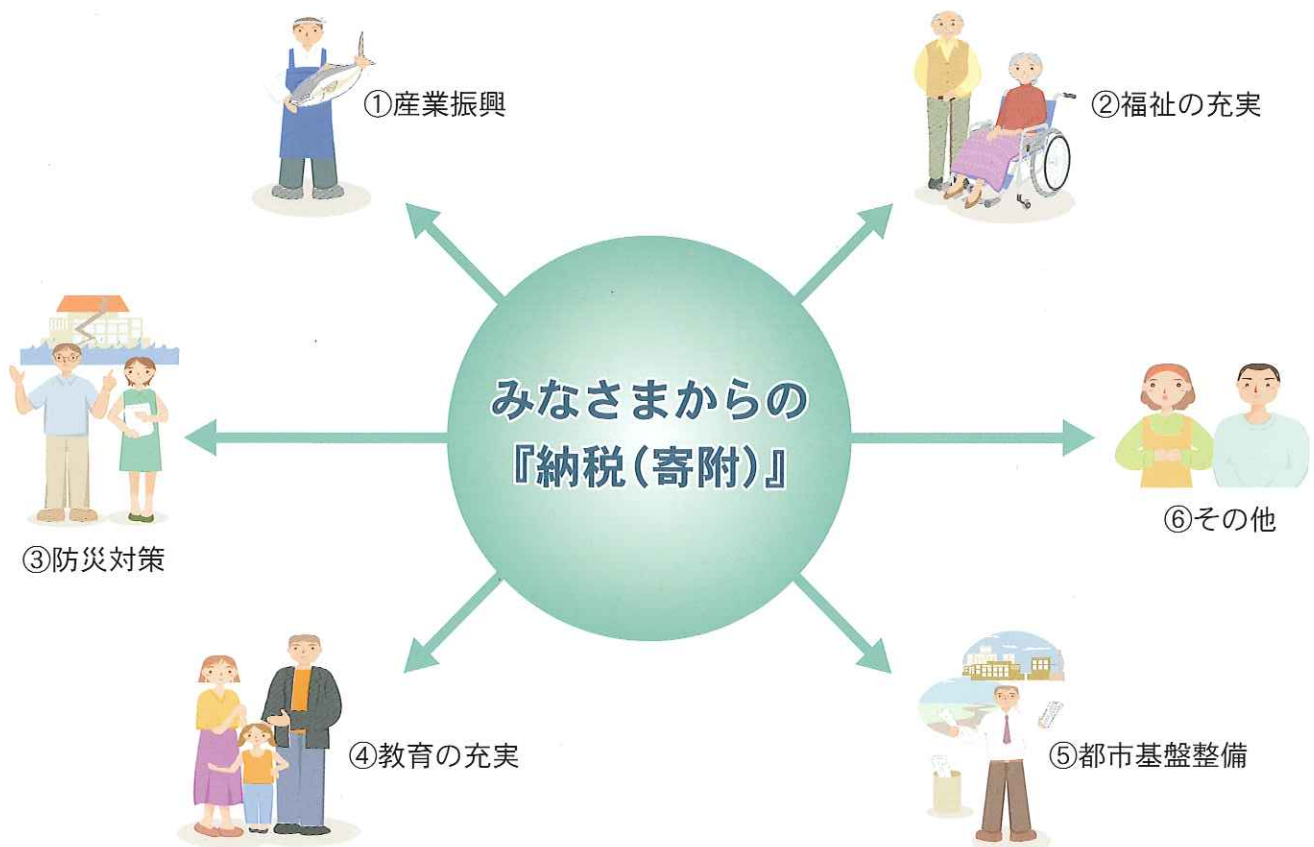 ①産業振興
②福祉の充実
みなさまからの
『納税(寄附)』
③防災対策
⑥その他
④教育の充実
⑤都市基盤整備